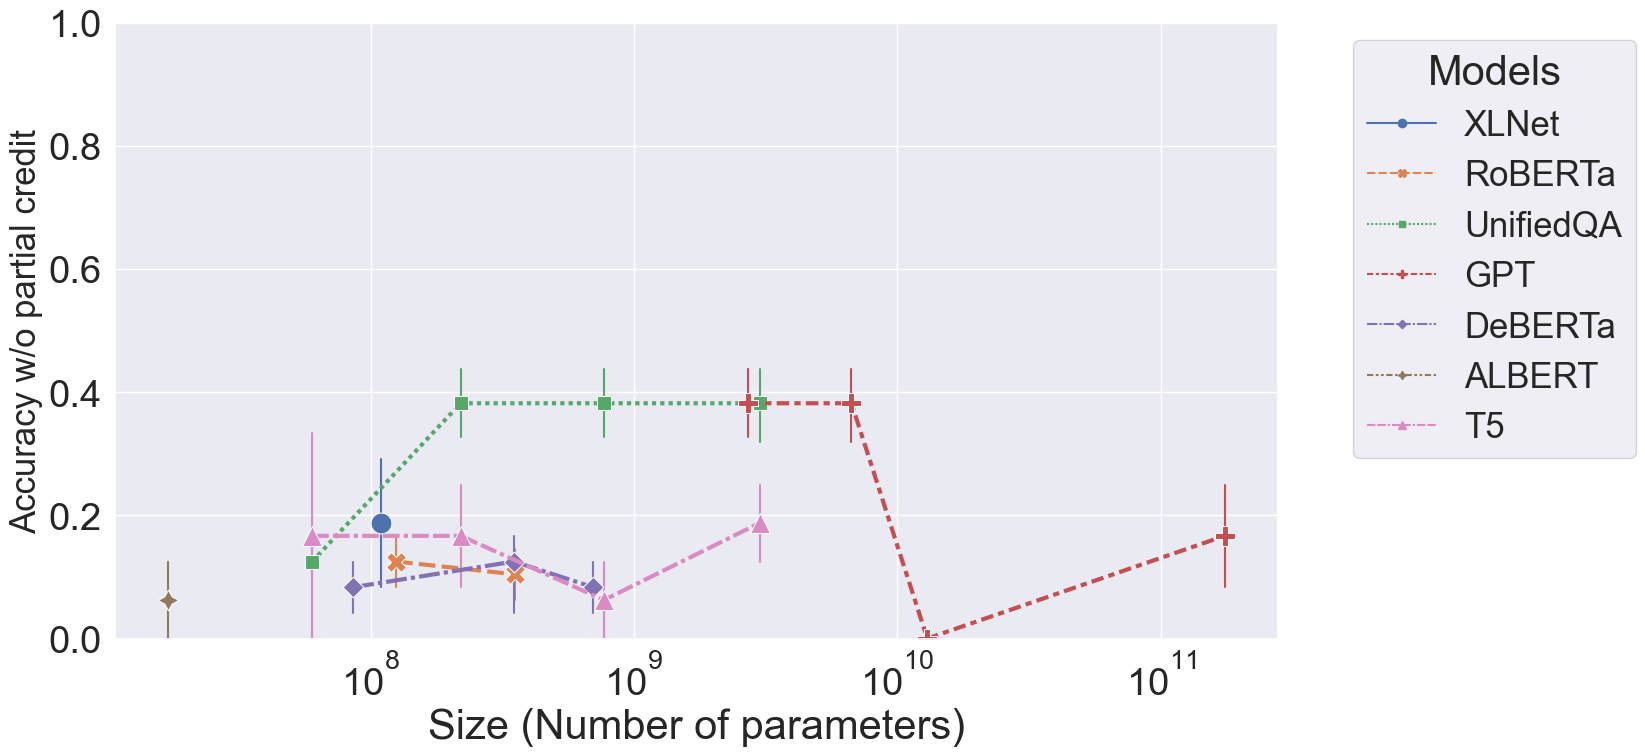 1.0
0.8
0.6
0.4
0.2
0.0
Accuracy w/o partial credit
10^8
10^9
10^10
10^11
Size (Number of parameters)
Models
XLNet
RoBERTa
UnifiedQA
GPT
DeBERTa
ALBERT
T5